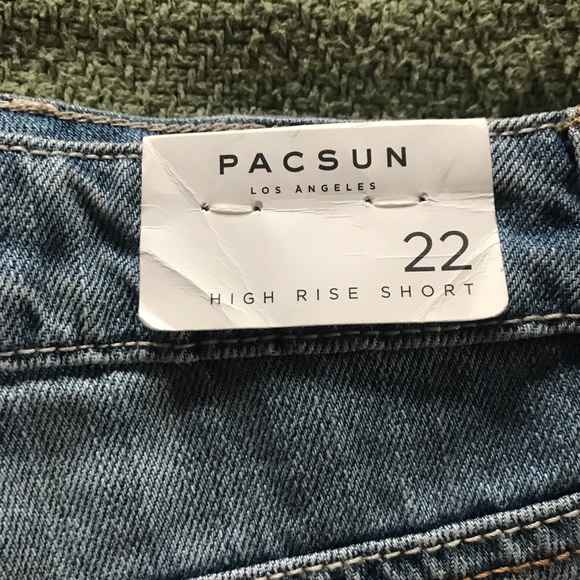 PACSUN
LOS ANGELES
22
HIGH RISE SHORT